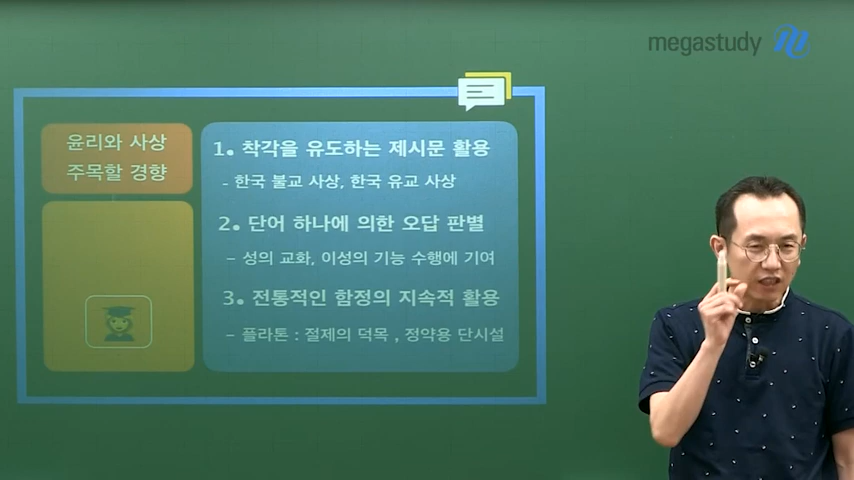 megastudy
윤리와 사상
주목할 경향
1. 착각을 유도하는 제시문 활용
- 한국 불교 사상, 한국 유교 사상
2. 단어 하나에 의한 오답 판별
- 성의 교화, 이성의 기능 수행에 기여
3. 전통적인 함정의 지속적 활용
- 플라톤 : 절제의 덕목 , 정약용 단시설